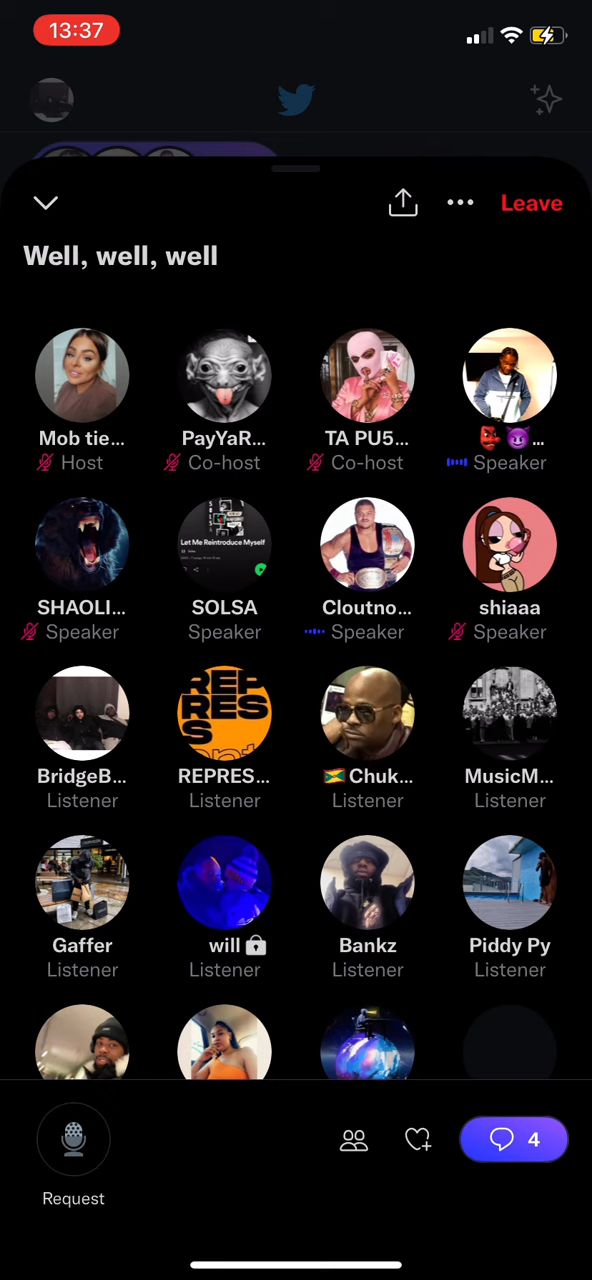 13:37
Leave
Well, well, well
Mob tie... PayYaR... TA PU5... ...
Host Co-host Co-host Speaker
Let Me Reintroduce Myself
SHAOLI... SOLSA Cloutno... shiaaa
Speaker Speaker Speaker Speaker
REP
RES
S
BridgeB... REPRES... Chuk... MusicM...
Listener Listener Listener Listener
Gaffer will Bankz Piddy Py
Listener Listener Listener Listener
4
Request